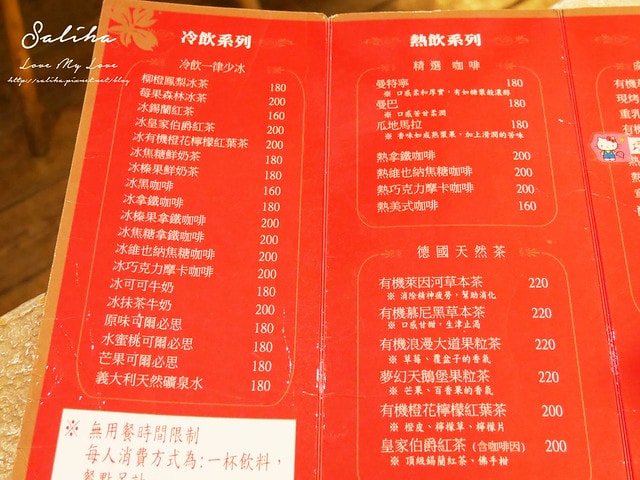 Saliha
Love My Love
http://saliha.pixnet.net/blog
冷飲系列
冷飲一律少冰
柳橙鳳梨冰茶 180
莓果森林冰茶 200
冰錫蘭紅茶 160
冰皇家伯爵紅茶 200
冰有機橙花檸檬紅葉茶 200
冰焦糖鮮奶茶 180
冰榛果鮮奶茶 180
冰黑咖啡 160
冰拿鐵咖啡 180
冰榛果拿鐵咖啡 200
冰焦糖拿鐵咖啡 200
冰維也納焦糖咖啡 200
冰巧克力摩卡咖啡 200
冰可可牛奶 180
冰抹茶牛奶 200
原味可爾必思 180
水蜜桃可爾必思 200
芒果可爾必思 200
義大利天然礦泉水 180
※ 無用餐時間限制
每人消費方式為:一杯飲料，
熱飲系列
精選 咖啡
曼特寧 180
※ 口感柔和厚實，有如糖漿般濃醇
曼巴 200
※ 口感苦甘柔潤
瓜地馬拉 180
※ 香味如成熟漿果，加上滑潤的苦味
熱拿鐵咖啡 200
熱維也納焦糖咖啡 200
熱巧克力摩卡咖啡 200
熱美式咖啡 160
德國天然茶
有機萊因河草本茶 220
※ 消除精神疲勞，幫助消化
有機慕尼黑草本茶 220
※ 口感甘甜，生津止渴
有機浪漫大道果粒茶 220
※ 草莓、覆盆子的香氣
夢幻天鵝堡果粒茶 220
※ 芒果、百香果的香氣
有機橙花檸檬紅葉茶 200
※ 橙皮、檸檬草、檸檬片
皇家伯爵紅茶 (含咖啡因) 200
※ 頂級錫蘭紅茶、佛手柑
有機
現烤
重乳